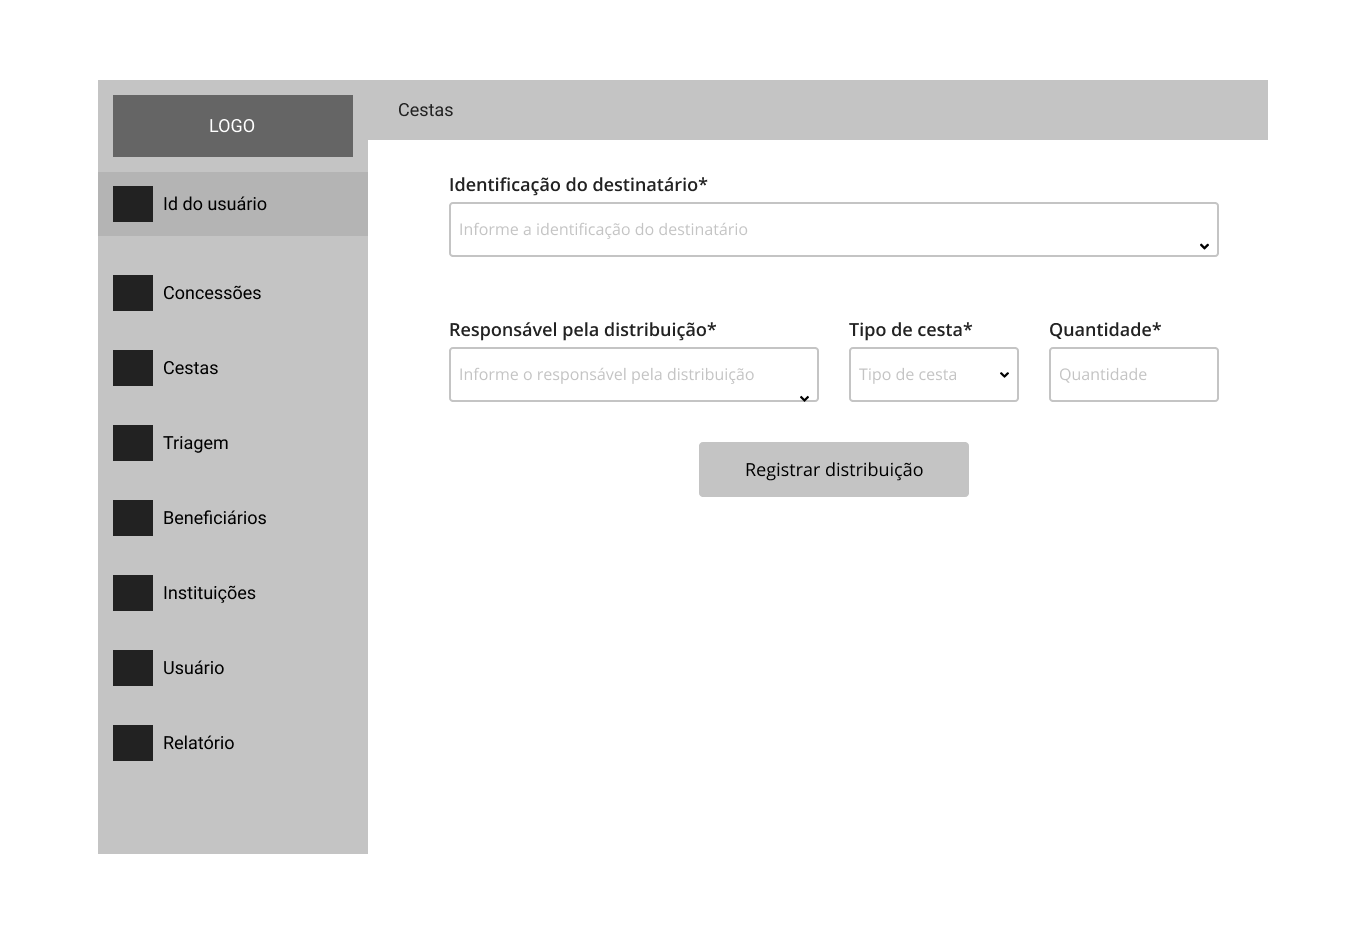 LOGO
Cestas
Id do usuário
Concessões
Cestas
Triagem
Beneficiários
Instituições
Usuário
Relatório
Identificação do destinatário*
Informe a identificação do destinatário
Responsável pela distribuição*
Informe o responsável pela distribuição
Tipo de cesta*
Tipo de cesta
Quantidade*
Quantidade
Registrar distribuição